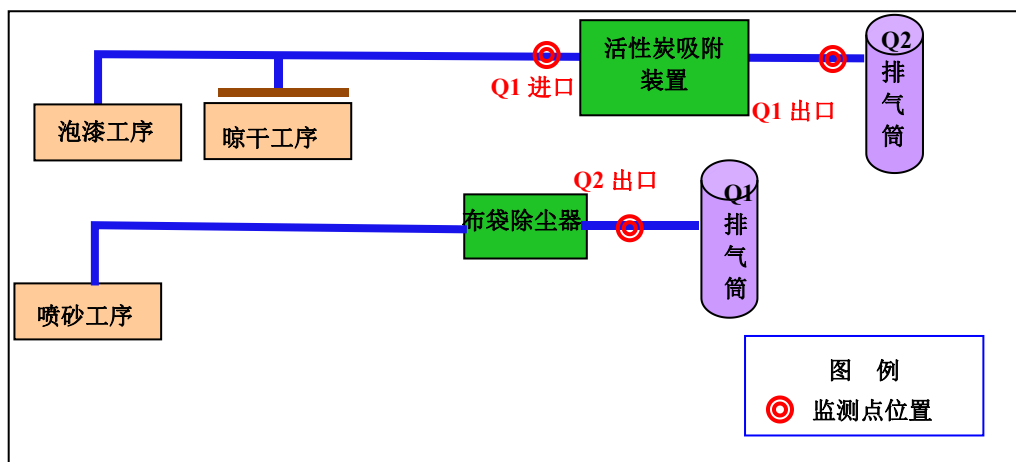 泡漆工序
晾干工序
Q1 进口
活性炭吸附
装置
Q1 出口
Q2
排
气
筒
喷砂工序
布袋除尘器
Q2 出口
Q1
排
气
筒
图 例
监测点位置